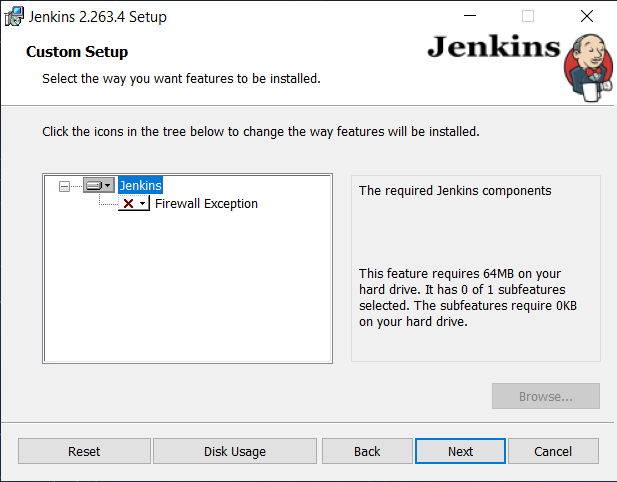 Jenkins 2.263.4 Setup
Custom Setup
Jenkins
Select the way you want features to be installed.
Click the icons in the tree below to change the way features will be installed.
Jenkins
Firewall Exception
The required Jenkins components
This feature requires 64MB on your
hard drive. It has 0 of 1 subfeatures
selected. The subfeatures require 0KB
on your hard drive.
Browse...
Reset
Disk Usage
Back
Next
Cancel